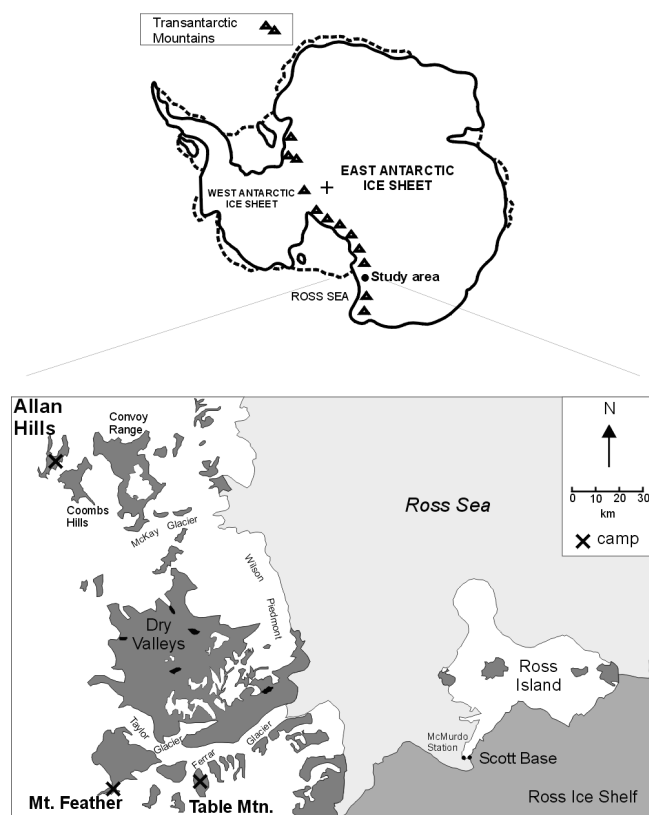 Transantarctic
Mountains
EAST ANTARCTIC
ICE SHEET
WEST ANTARCTIC
ICE SHEET
Study area
ROSS SEA
Allan
Hills
Convoy
Range
Coombs
Hills
McKay Glacier
Wilson
Piedmont
Ross Sea
N
0 10 20 30
km
camp
Dry
Valleys
Ross
Island
Taylor
Glacier
Ferrar
Glacier
McMurdo
Station
Scott Base
Mt. Feather
Table Mtn.
Ross Ice Shelf